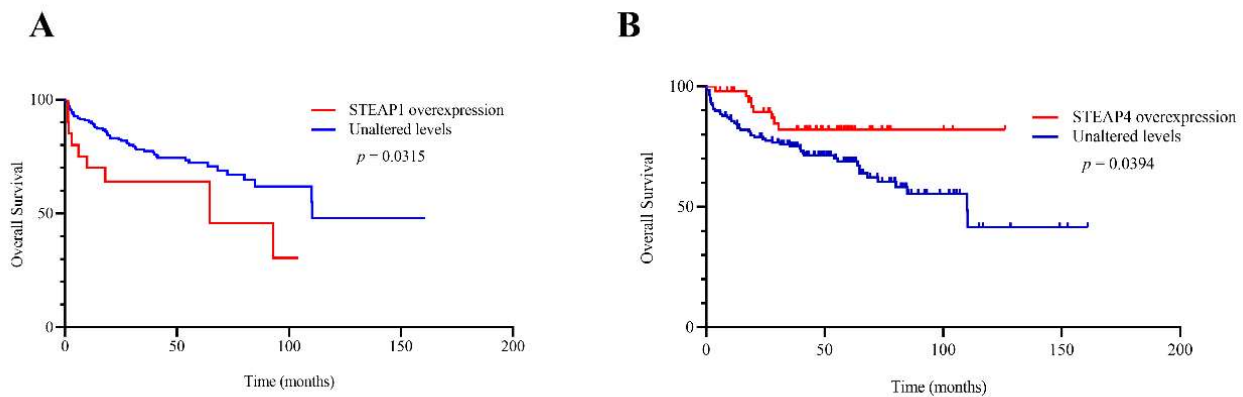 A
B
100
STEAP1 overexpression
Unaltered levels
p = 0.0315
50
Overall Survival
0
0 50 100 150 200
Time (months)
100
STEAP4 overexpression
Unaltered levels
p = 0.0394
50
Overall Survival
0
0 50 100 150 200
Time (months)